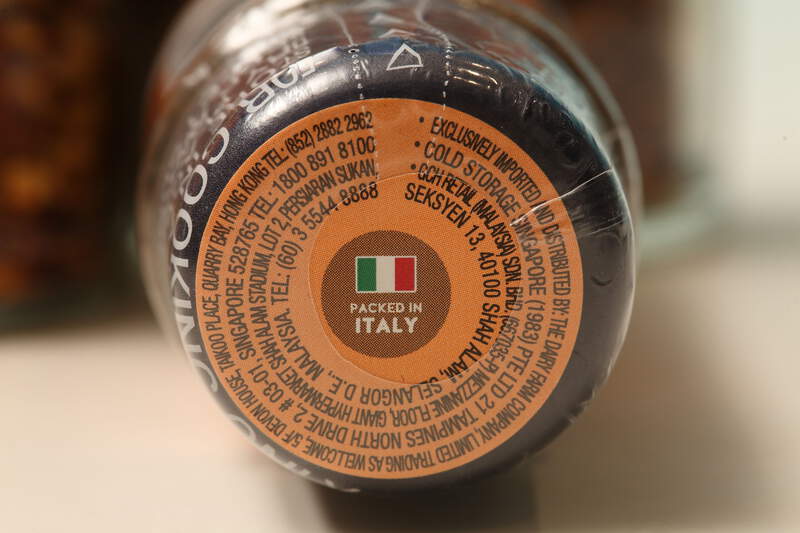 • EXCLUSIVELY IMPORTED AND DISTRIBUTED BY: THE DAIRY FARM COMPANY, LIMITED TRADING AS WELLCOME, 5/F DEVON HOUSE, TAIKOO PLACE, QUARRY BAY, HONG KONG TEL: (852) 2882 2962
• COLD STORAGE SINGAPORE (1983) PTE LTD 21 TAMPINES NORTH DRIVE 2, # 03-01, SINGAPORE 528765 TEL: 1800 891 8100
• GCH RETAIL (MALAYSIA) SDN. BHD (697035-P) MEZZANINE FLOOR, GIANT HYPERMARKET SHAH ALAM STADIUM, LOT 2, PERSIARAN SUKAN,
SEKSYEN 13, 40100 SHAH ALAM, SELANGOR D.E., MALAYSIA. TEL: (60) 3 5544 8888
PACKED IN
ITALY
FOR COOKING